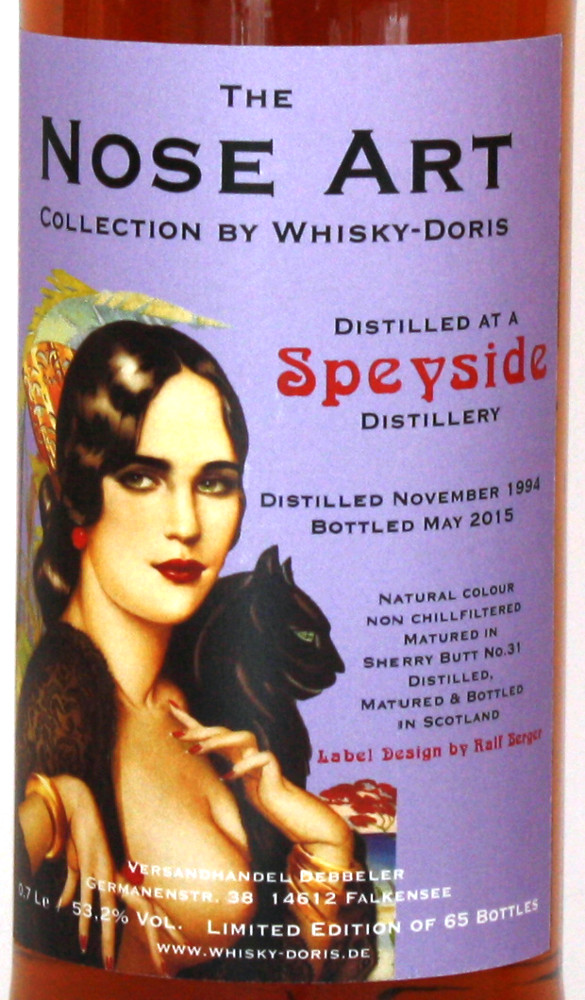 THE
NOSE ART
COLLECTION BY WHISKY-DORIS
DISTILLED AT A
Speyside
DISTILLERY
DISTILLED NOVEMBER 1994
BOTTLED MAY 2015
NATURAL COLOUR
NON CHILLFILTERED
MATURED IN
SHERRY BUTT NO.31
DISTILLED,
MATURED & BOTTLED
IN SCOTLAND
Label Design by Ralf Berger
VERSANDHANDEL DEBBELER
GERMANENSTR. 38 14612 FALKENSEE
0,7 L / 53,2% VOL. LIMITED EDITION OF 65 BOTTLES
WWW.WHISKY-DORIS.DE